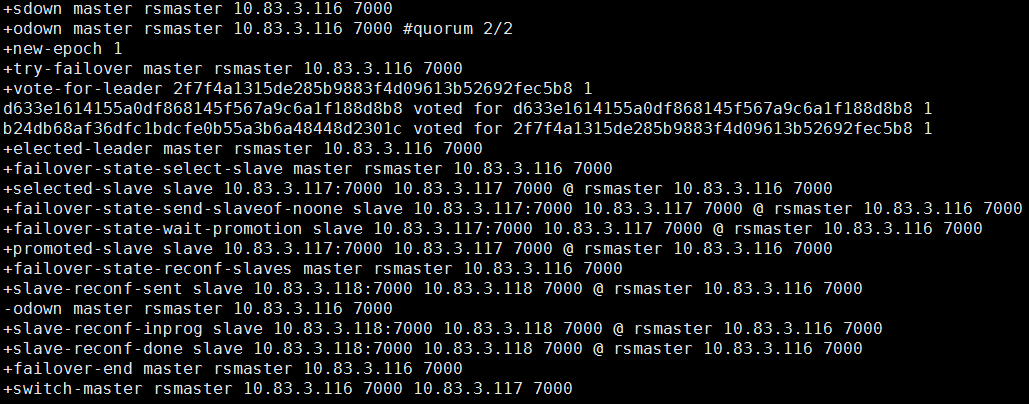 +sdown master rsmaster 10.83.3.116 7000
+odown master rsmaster 10.83.3.116 7000 #quorum 2/2
+new-epoch 1
+try-failover master rsmaster 10.83.3.116 7000
+vote-for-leader 2f7f4a1315de285b9883f4d09613b52692fec5b8 1
d633e1614155a0df868145f567a9c6a1f188d8b8 voted for d633e1614155a0df868145f567a9c6a1f188d8b8 1
b24db68af36dfc1bdcfe0b55a3b6a48448d2301c voted for 2f7f4a1315de285b9883f4d09613b52692fec5b8 1
+elected-leader master rsmaster 10.83.3.116 7000
+failover-state-select-slave master rsmaster 10.83.3.116 7000
+selected-slave slave 10.83.3.117:7000 10.83.3.117 7000 @ rsmaster 10.83.3.116 7000
+failover-state-send-slaveof-noone slave 10.83.3.117:7000 10.83.3.117 7000 @ rsmaster 10.83.3.116 7000
+failover-state-wait-promotion slave 10.83.3.117:7000 10.83.3.117 7000 @ rsmaster 10.83.3.116 7000
+promoted-slave slave 10.83.3.117:7000 10.83.3.117 7000 @ rsmaster 10.83.3.116 7000
+failover-state-reconf-slaves master rsmaster 10.83.3.116 7000
+slave-reconf-sent slave 10.83.3.118:7000 10.83.3.118 7000 @ rsmaster 10.83.3.116 7000
-odown master rsmaster 10.83.3.116 7000
+slave-reconf-inprog slave 10.83.3.118:7000 10.83.3.118 7000 @ rsmaster 10.83.3.116 7000
+slave-reconf-done slave 10.83.3.118:7000 10.83.3.118 7000 @ rsmaster 10.83.3.116 7000
+failover-end master rsmaster 10.83.3.116 7000
+switch-master rsmaster 10.83.3.116 7000 10.83.3.117 7000